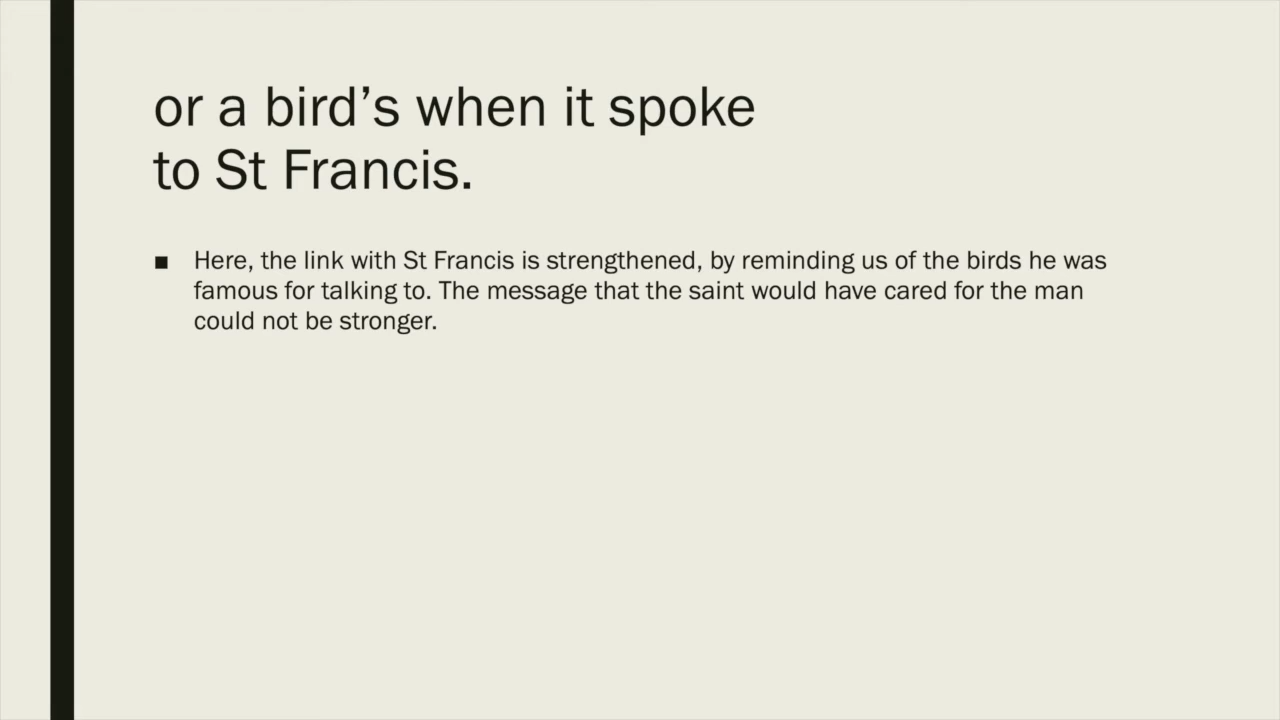 or a bird’s when it spoke
to St Francis.
▪ Here, the link with St Francis is strengthened, by reminding us of the birds he was
famous for talking to. The message that the saint would have cared for the man
could not be stronger.